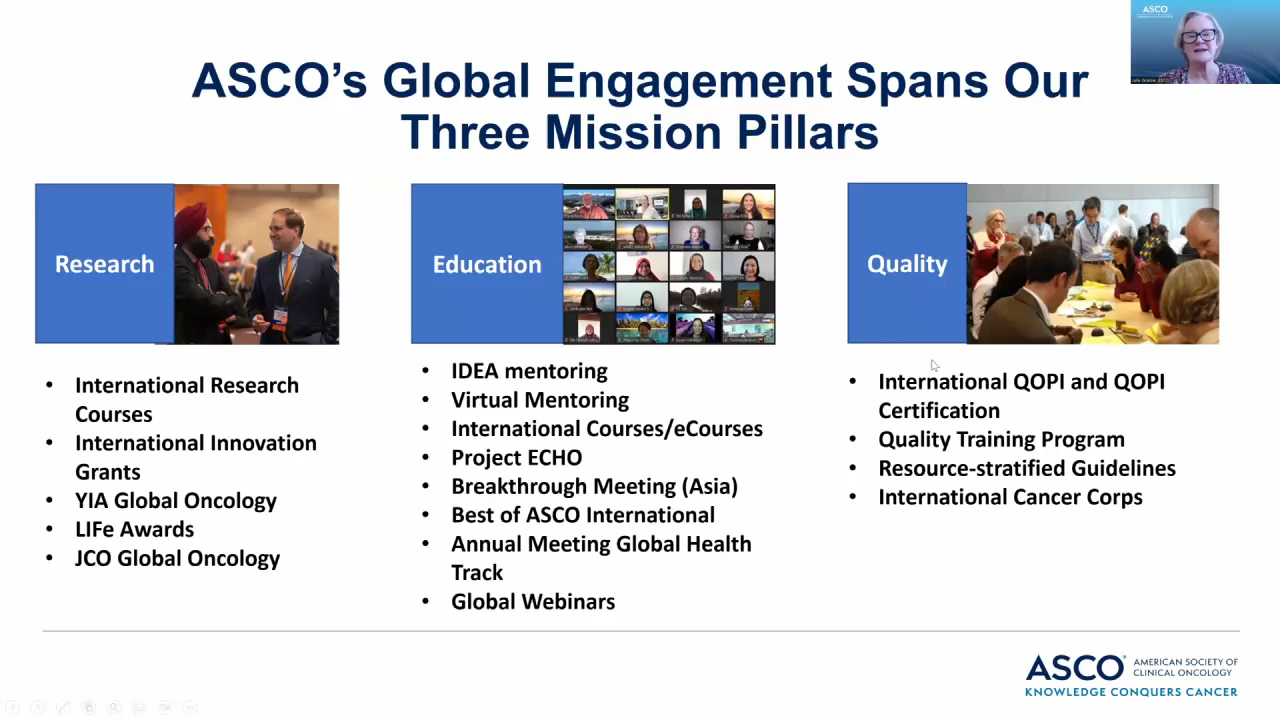 ASCO
ASCO's Global Engagement Spans Our
Three Mission Pillars
Research
• International Research
Courses
• International Innovation
Grants
• YIA Global Oncology
• LIFe Awards
• JCO Global Oncology
Education
• IDEA mentoring
• Virtual Mentoring
• International Courses/eCourses
• Project ECHO
• Breakthrough Meeting (Asia)
• Best of ASCO International
• Annual Meeting Global Health
Track
• Global Webinars
Quality
• International QOPI and QOPI
Certification
• Quality Training Program
• Resource-stratified Guidelines
• International Cancer Corps
ASCO®
AMERICAN SOCIETY OF
CLINICAL ONCOLOGY
KNOWLEDGE CONQUERS CANCER